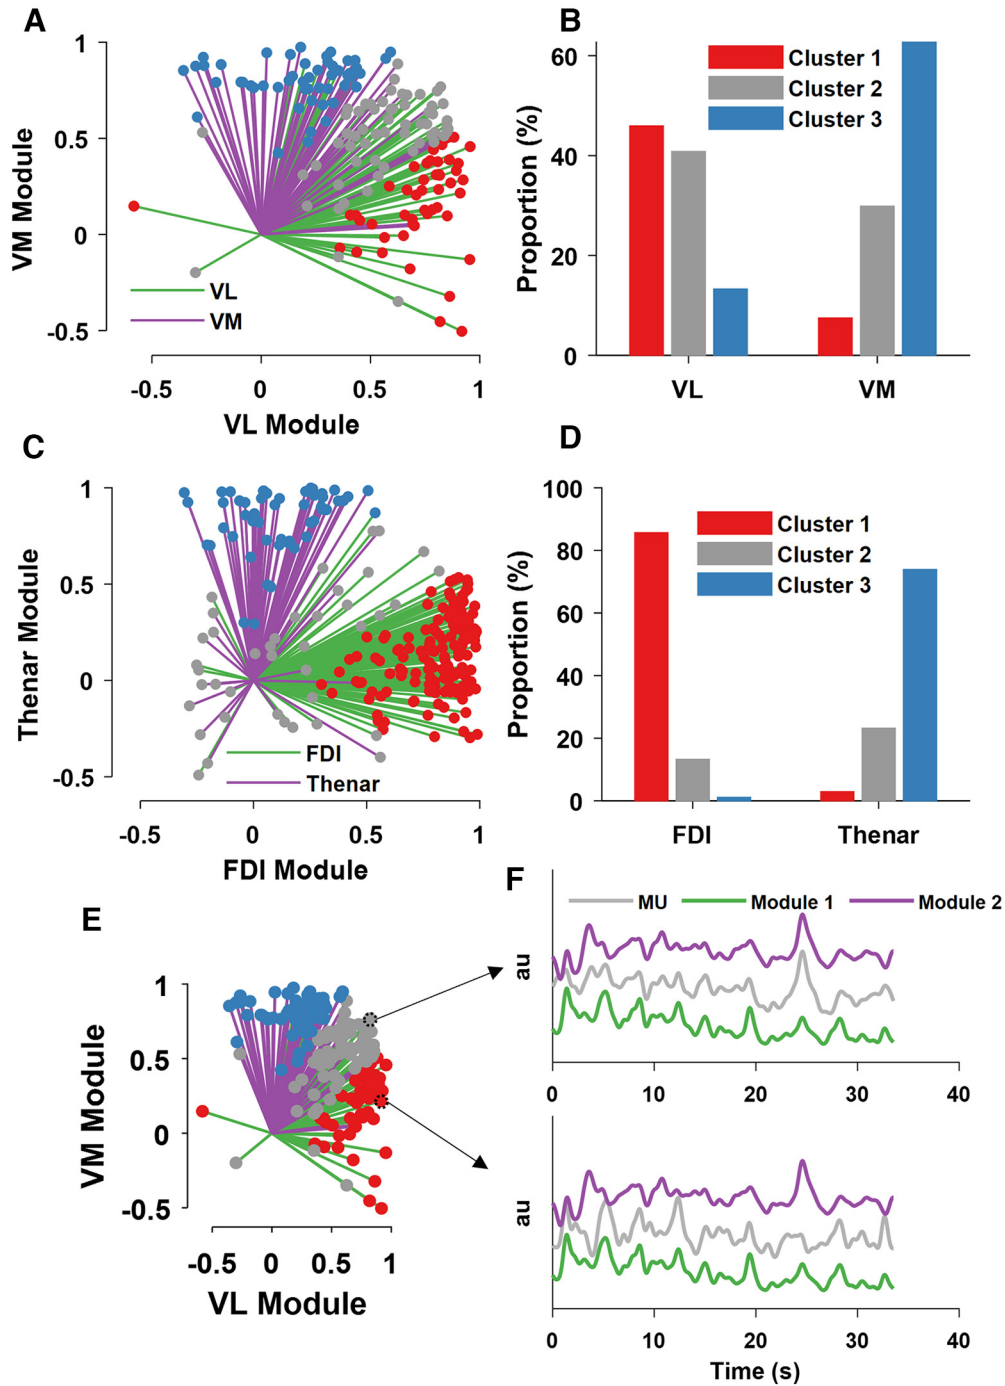 A
1
0.5
0
-0.5
VM Module
VL
VM
-0.5 0 0.5 1
VL Module
B
60
40
20
0
Proportion (%)
Cluster 1
Cluster 2
Cluster 3
VL VM
C
1
0.5
0
-0.5
Thenar Module
FDI
Thenar
-0.5 0 0.5 1
FDI Module
D
100
80
60
40
20
0
Proportion (%)
Cluster 1
Cluster 2
Cluster 3
FDI Thenar
E
1
0.5
0
-0.5
VM Module
-0.5 0 0.5 1
VL Module
F
MU Module 1 Module 2
au
0 10 20 30 40
au
0 10 20 30 40
Time (s)